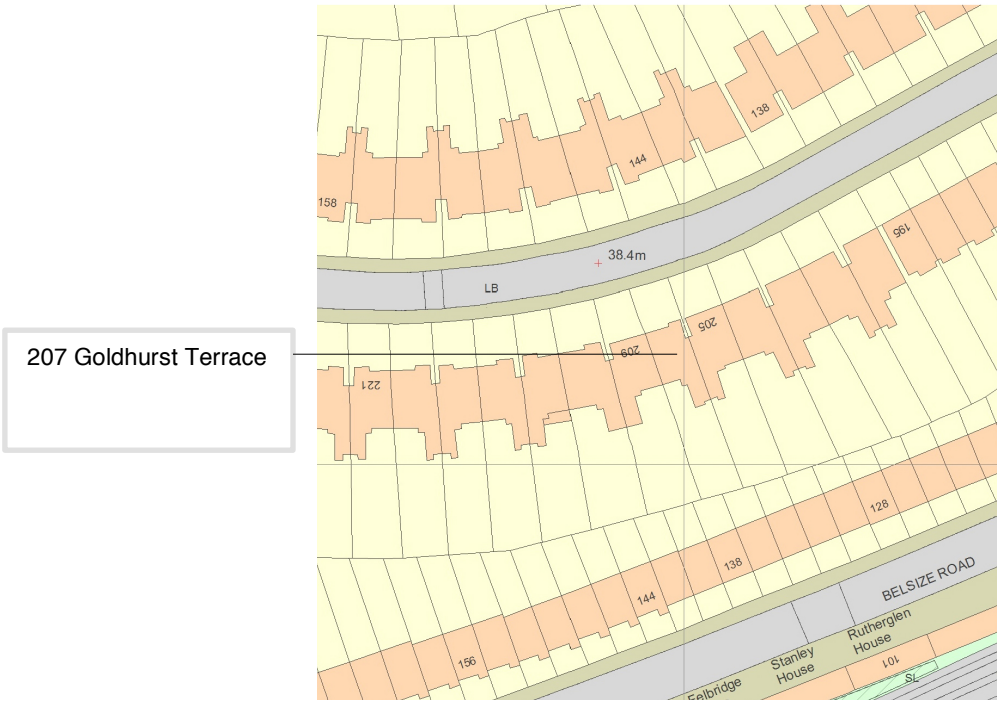 207 Goldhurst Terrace
138
144
158
195
38.4m
LB
205
209
221
128
138
144
BELSIZE ROAD
156
Rutherglen
House
Stanley
House
101
Felbridge
SL